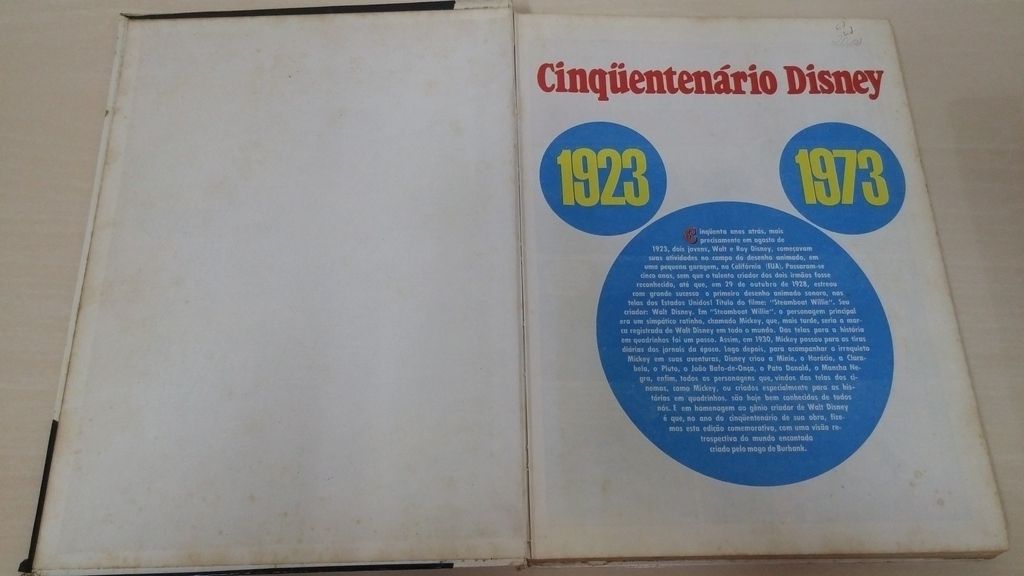 Cinqüentenário Disney
1923
1973
Cinqüenta anos atrás, mais
precisamente em agosto de
1923, dois jovens, Walt e Roy Disney, começavam
suas atividades no campo do desenho animado, em
uma pequena garagem, na Califórnia (EUA). Passaram-se
cinco anos, sem que o talento criador dos dois irmãos fosse
reconhecido, até que, em 29 de outubro de 1928, estreou
com grande sucesso o primeiro desenho animado sonoro, nas
telas dos Estados Unidos! Título do filme: "Steamboat Willie". Seu
criador: Walt Disney. Em "Steamboat Willie", o personagem principal
era um simpático ratinho, chamado Mickey, que, mais tarde, seria a mar-
ca registrada de Walt Disney em todo o mundo. Das telas para a história
em quadrinhos foi um passo. Assim, em 1930, Mickey passou para as tiras
diárias dos jornais da época. Logo depois, para acompanhar o irrequieto
Mickey em suas aventuras, Disney criou a Minie, o Horácio, a Clara-
bela, o Pluto, o João Bafo-de-Onça, o Pato Donald, o Mancha Ne-
gra, enfim, todos os personagens que, vindos das telas dos ci-
nemas, como Mickey, ou criados especialmente para as his-
tórias em quadrinhos, são hoje bem conhecidos de todos
nós. E em homenagem ao gênio criador de Walt Disney
é que, no ano do cinqüentenário de sua obra, fize-
mos esta edição comemorativa, com uma visão re-
trospectiva do mundo encantado
criado pelo mago de Burbank.